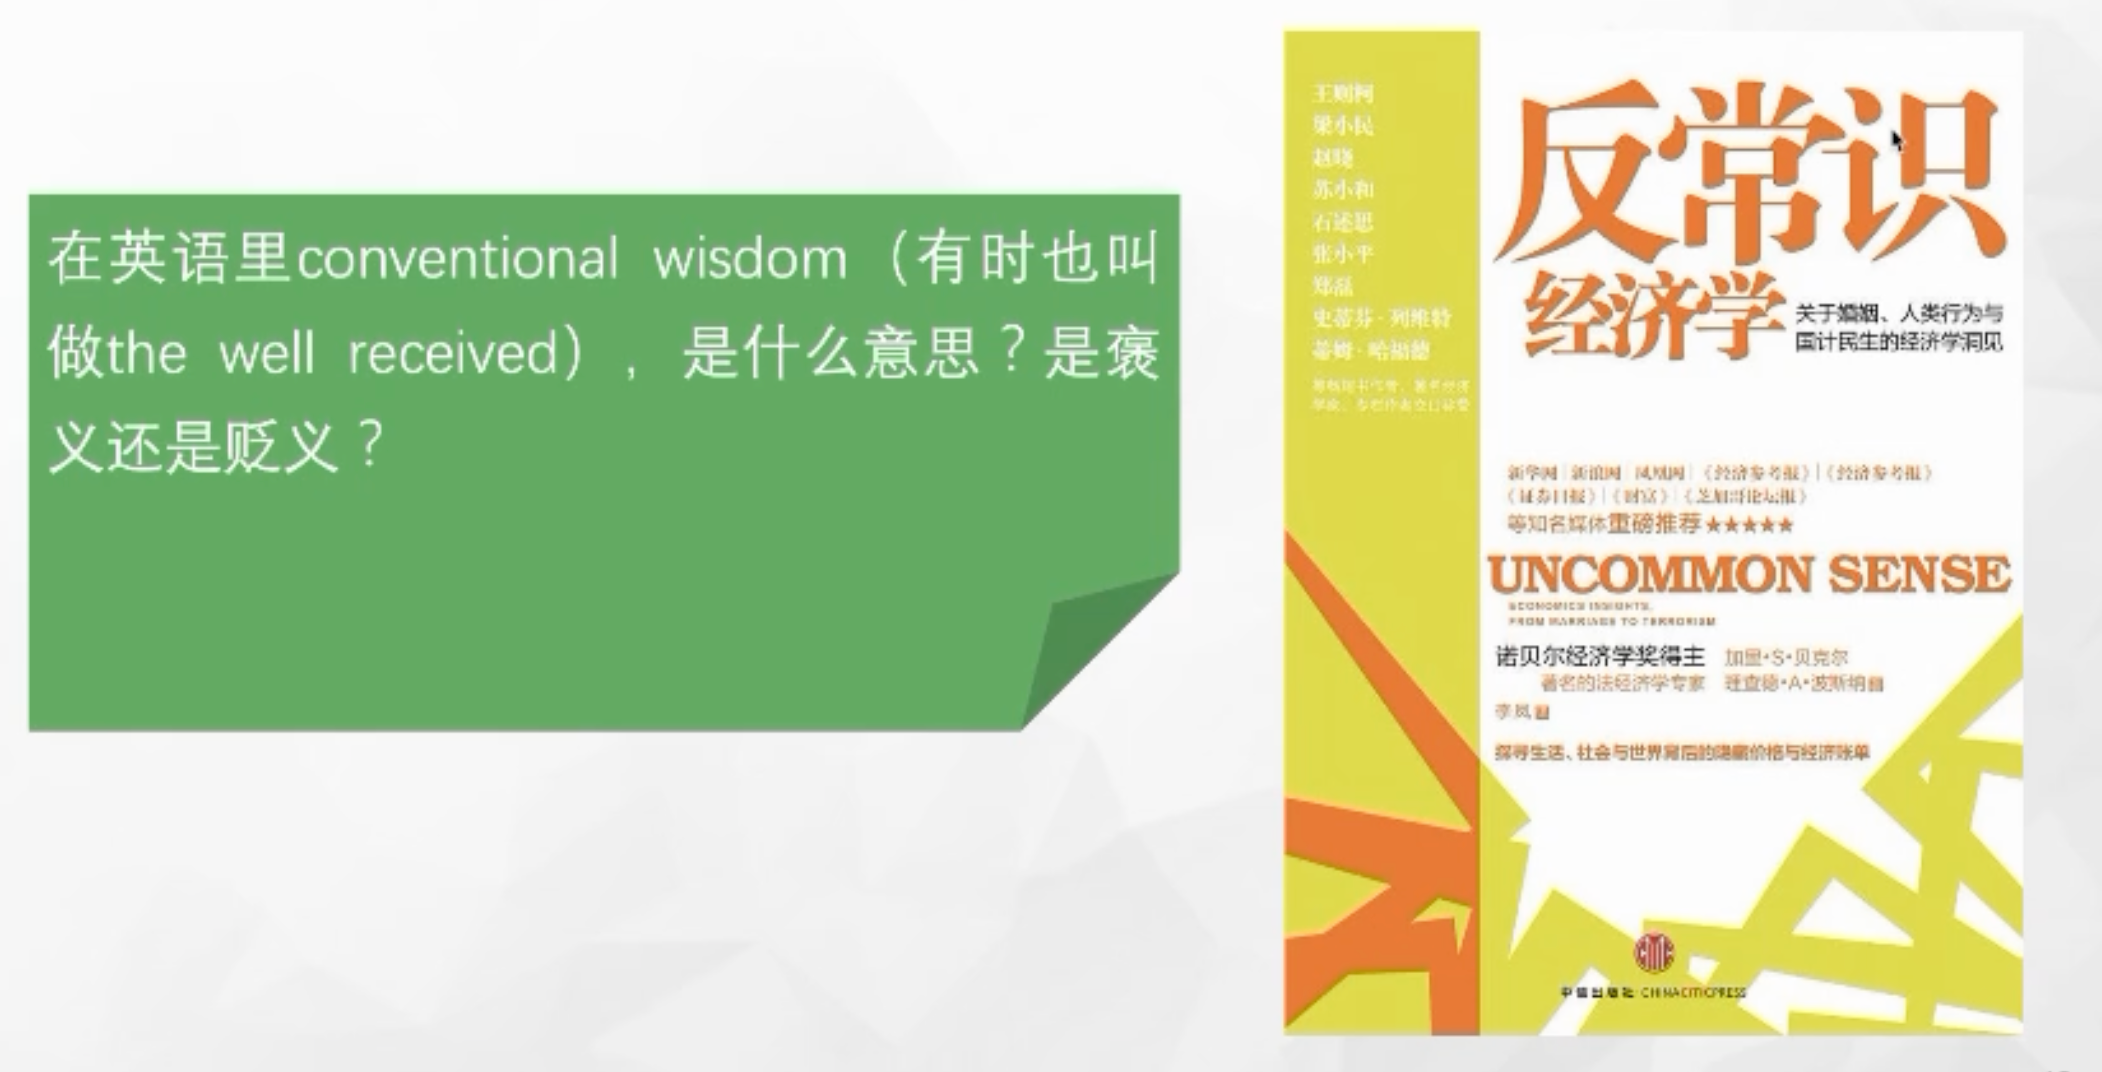 在英语里conventional wisdom（有时也叫
做the well received），是什么意思？是褒
义还是贬义？
王则柯
梁小民
赵晓
苏小和
石述思
张小平
郑磊
史蒂芬·列维特
蒂姆·哈福德
反常识
经济学
关于婚姻、人类行为与
国计民生的经济学洞见
新华网|新浪网|凤凰网|《经济参考报》|《经济参考报》
《证券日报》|《财富》|《芝加哥论坛报》
等知名媒体重磅推荐★★★★★
UNCOMMON SENSE
ECONOMICS INSIGHTS,
FROM MARRIAGE TO TERRORISM
诺贝尔经济学奖得主 加里·S·贝克尔
著名的法经济学专家 理查德·A·波斯纳
李凤
探寻生活、社会与世界背后的隐藏价格与经济账单
中信出版社·CHINACITICPRESS